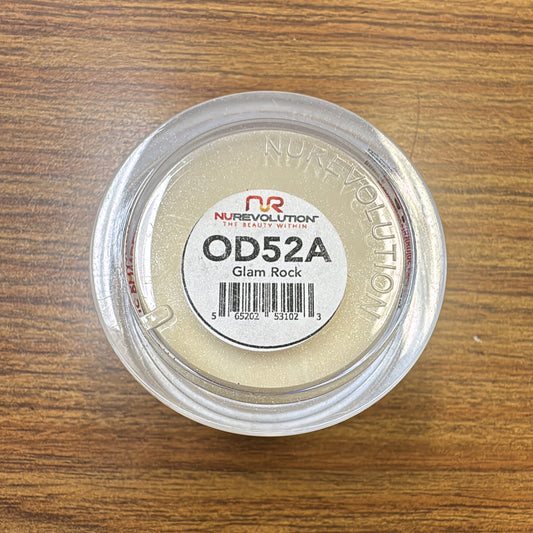 NUREVOLUTION
NR
NUREVOLUTION
THE BEAUTY WITHIN
OD52A
Glam Rock
5 65202 53102 3